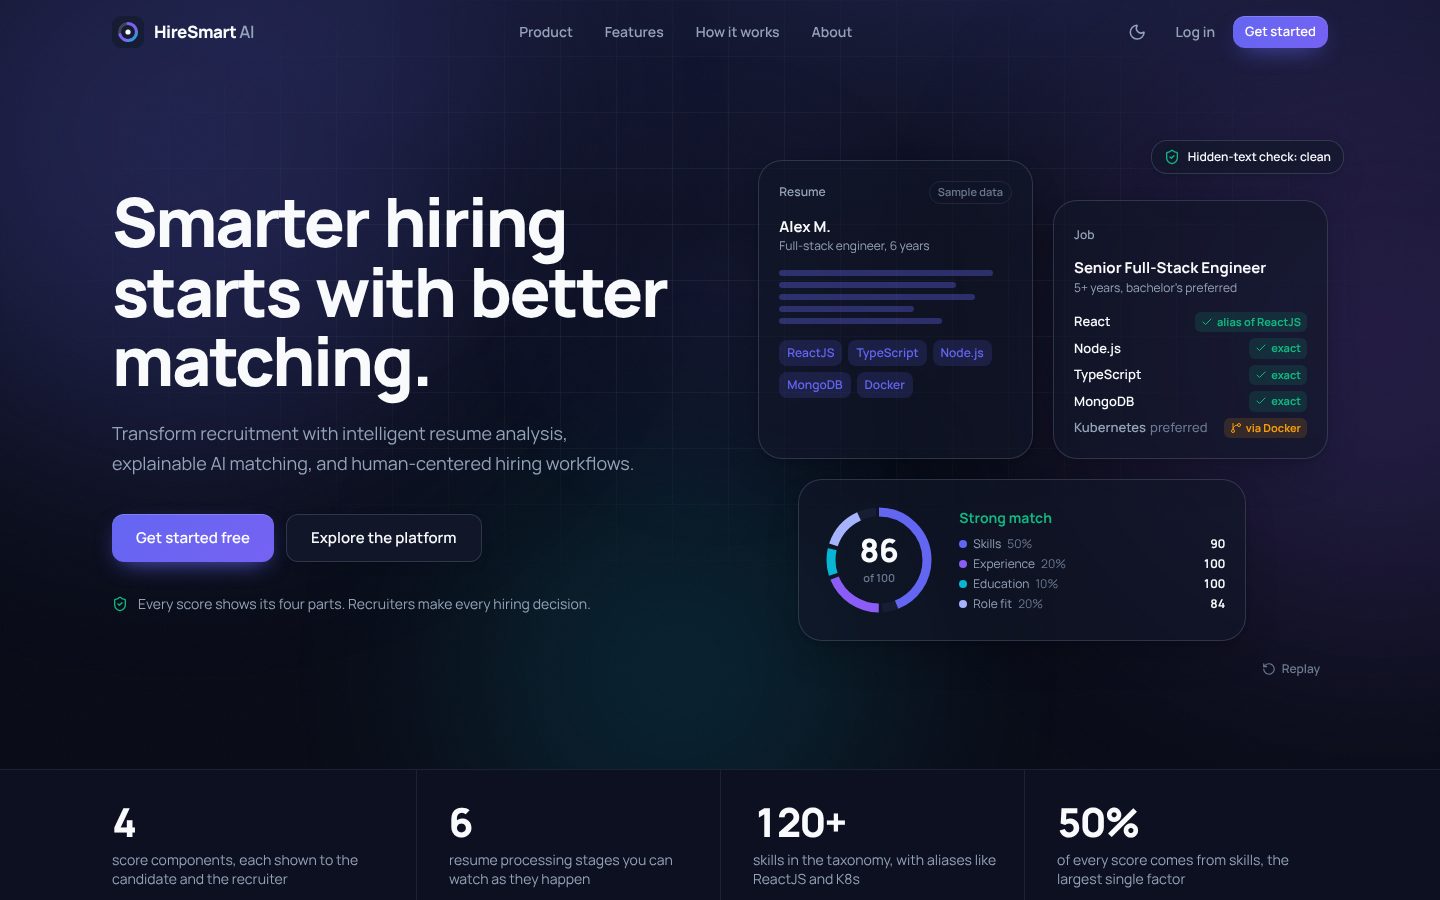 HireSmart AI
Product
Features
How it works
About
Log in
Get started
Smarter hiring
starts with better
matching.
Transform recruitment with intelligent resume analysis,
explainable AI matching, and human-centered hiring workflows.
Get started free
Explore the platform
Every score shows its four parts. Recruiters make every hiring decision.
Hidden-text check: clean
Resume
Sample data
Alex M.
Full-stack engineer, 6 years
ReactJS
TypeScript
Node.js
MongoDB
Docker
Job
Senior Full-Stack Engineer
5+ years, bachelor's preferred
React alias of ReactJS
Node.js exact
TypeScript exact
MongoDB exact
Kubernetes preferred via Docker
86
of 100
Strong match
Skills 50% 90
Experience 20% 100
Education 10% 100
Role fit 20% 84
Replay
4
score components, each shown to the
candidate and the recruiter
6
resume processing stages you can
watch as they happen
120+
skills in the taxonomy, with aliases like
ReactJS and K8s
50%
of every score comes from skills, the
largest single factor